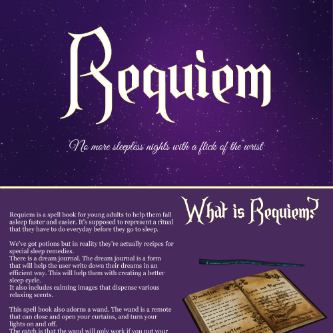 Requiem
No more sleepless nights with a flick of the wrist
What is Requiem?
Requiem is a spell book for young adults to help them fall
asleep faster and easier. It's supposed to represent a ritual
that they have to do everyday before they go to sleep.
We've got potions but in reality they're actually recipes for
special sleep remedies.
There is a dream journal. The dream journal is a form
that will help the user write down their dreams in an
efficient way. This will help them with creating a better
sleep cycle.
It also includes calming images that dispense various
relaxing scents.
This spell book also adorns a wand. The wand is a remote
that can close and open your curtains, and turn your
lights on and off.
The catch is that the wand will only work if you put your